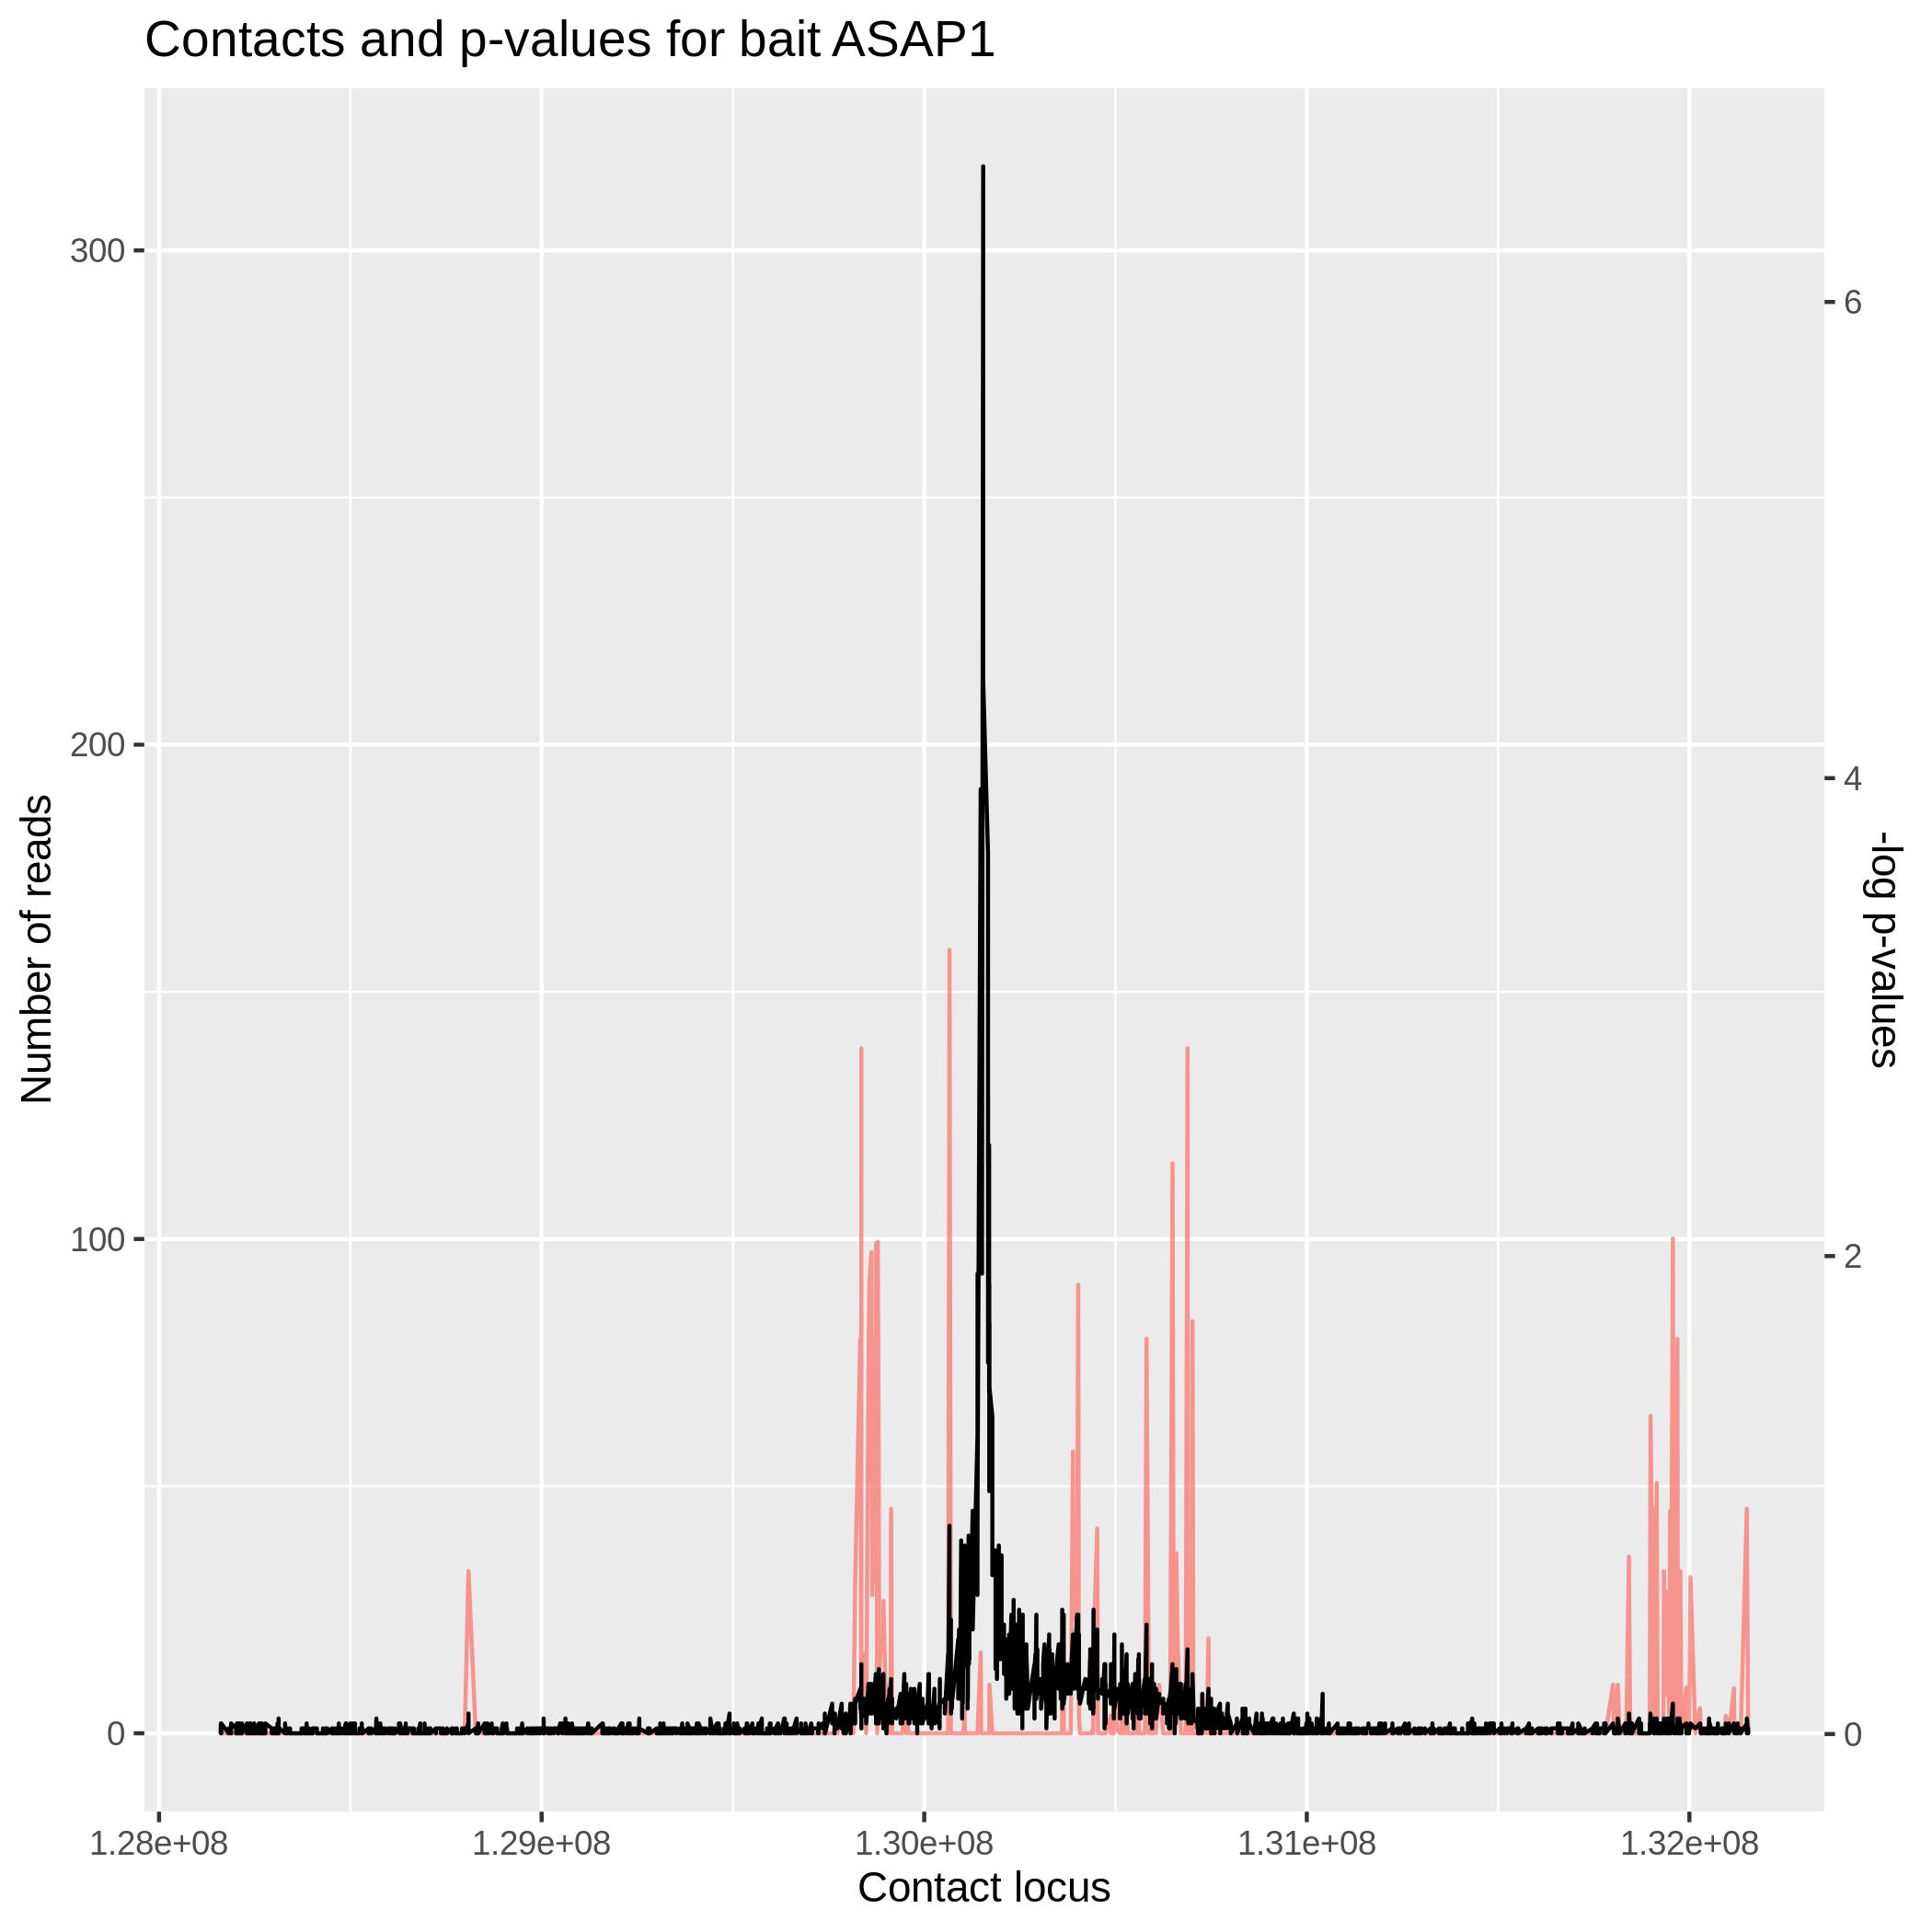 Contacts and p-values for bait ASAP1
300
200
100
0
6
4
2
0
Number of reads
-log p-values
1.28e+08
1.29e+08
1.30e+08
1.31e+08
1.32e+08
Contact locus